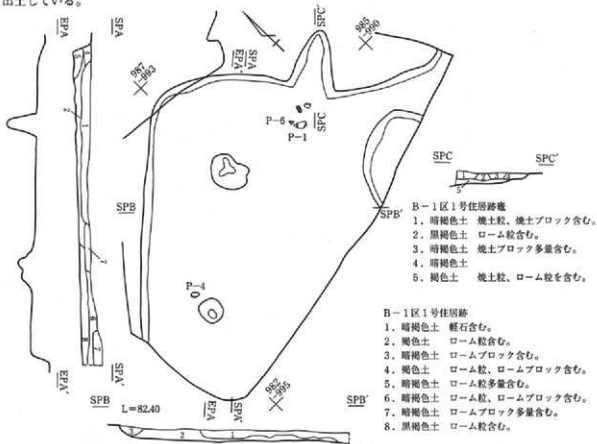 出土している。
EPA
SPA
987
-993
SPA
EPA'
SPC'
985
-990
P-6
P-1
SPC
SPC
SPC'
1
2
3
4
5
SPB
SPB'
B-1区1号住居跡竈
1．暗褐色土　焼土粒、焼土ブロック含む。
2．黒褐色土　ローム粒含む。
3．暗褐色土　焼土ブロック多量含む。
4．暗褐色土
5．褐色土　焼土粒、ローム粒を含む。
P-4
B-1区1号住居跡
1．暗褐色土　軽石含む。
2．褐色土　ローム粒含む。
3．暗褐色土　ロームブロック含む。
4．褐色土　ローム粒、ロームブロック含む。
5．暗褐色土　ローム粒多量含む。
6．暗褐色土　ローム粒、ロームブロック含む。
7．暗褐色土　ロームブロック多量含む。
8．黒褐色土　ローム粒含む。
EPA'
SPA'
SPB
L=82.40
EPA
SPA'
982
-995
SPB'
3
2
1